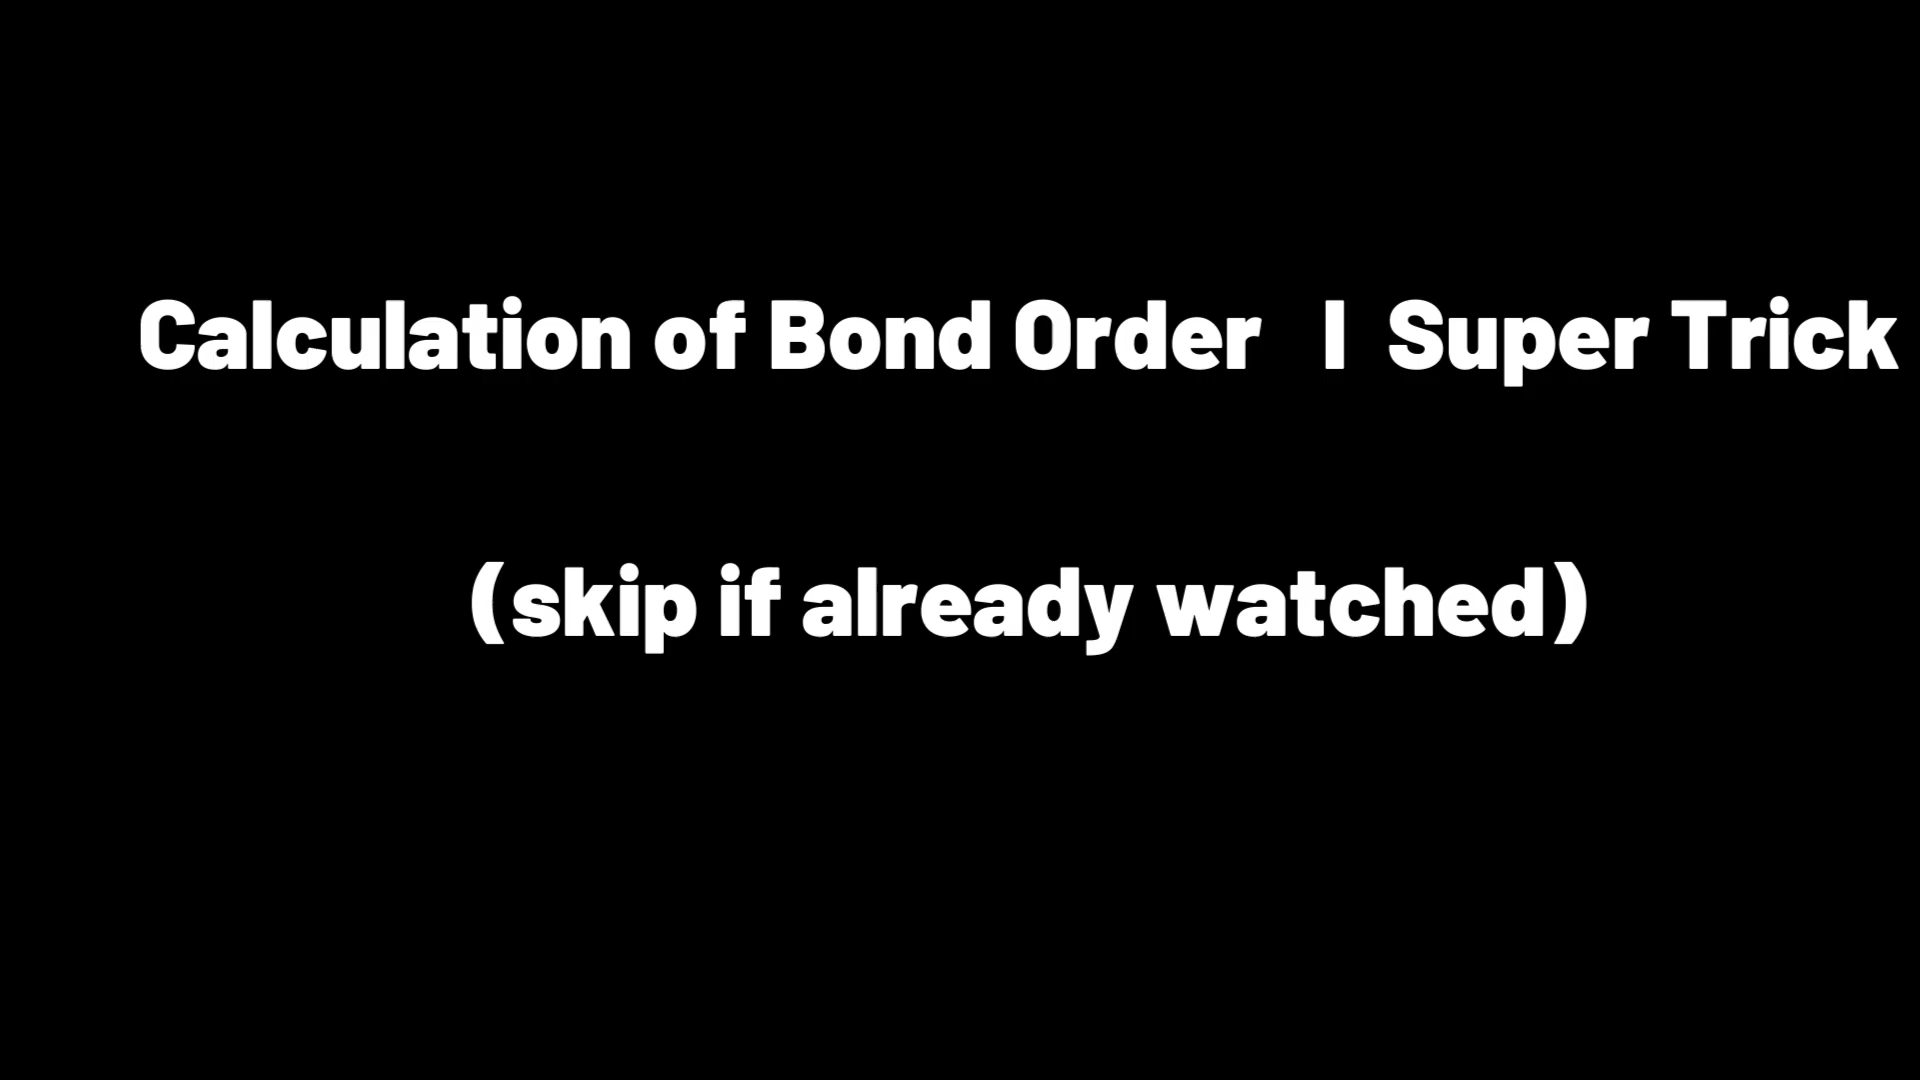 Calculation of Bond Order | Super Trick
(skip if already watched)